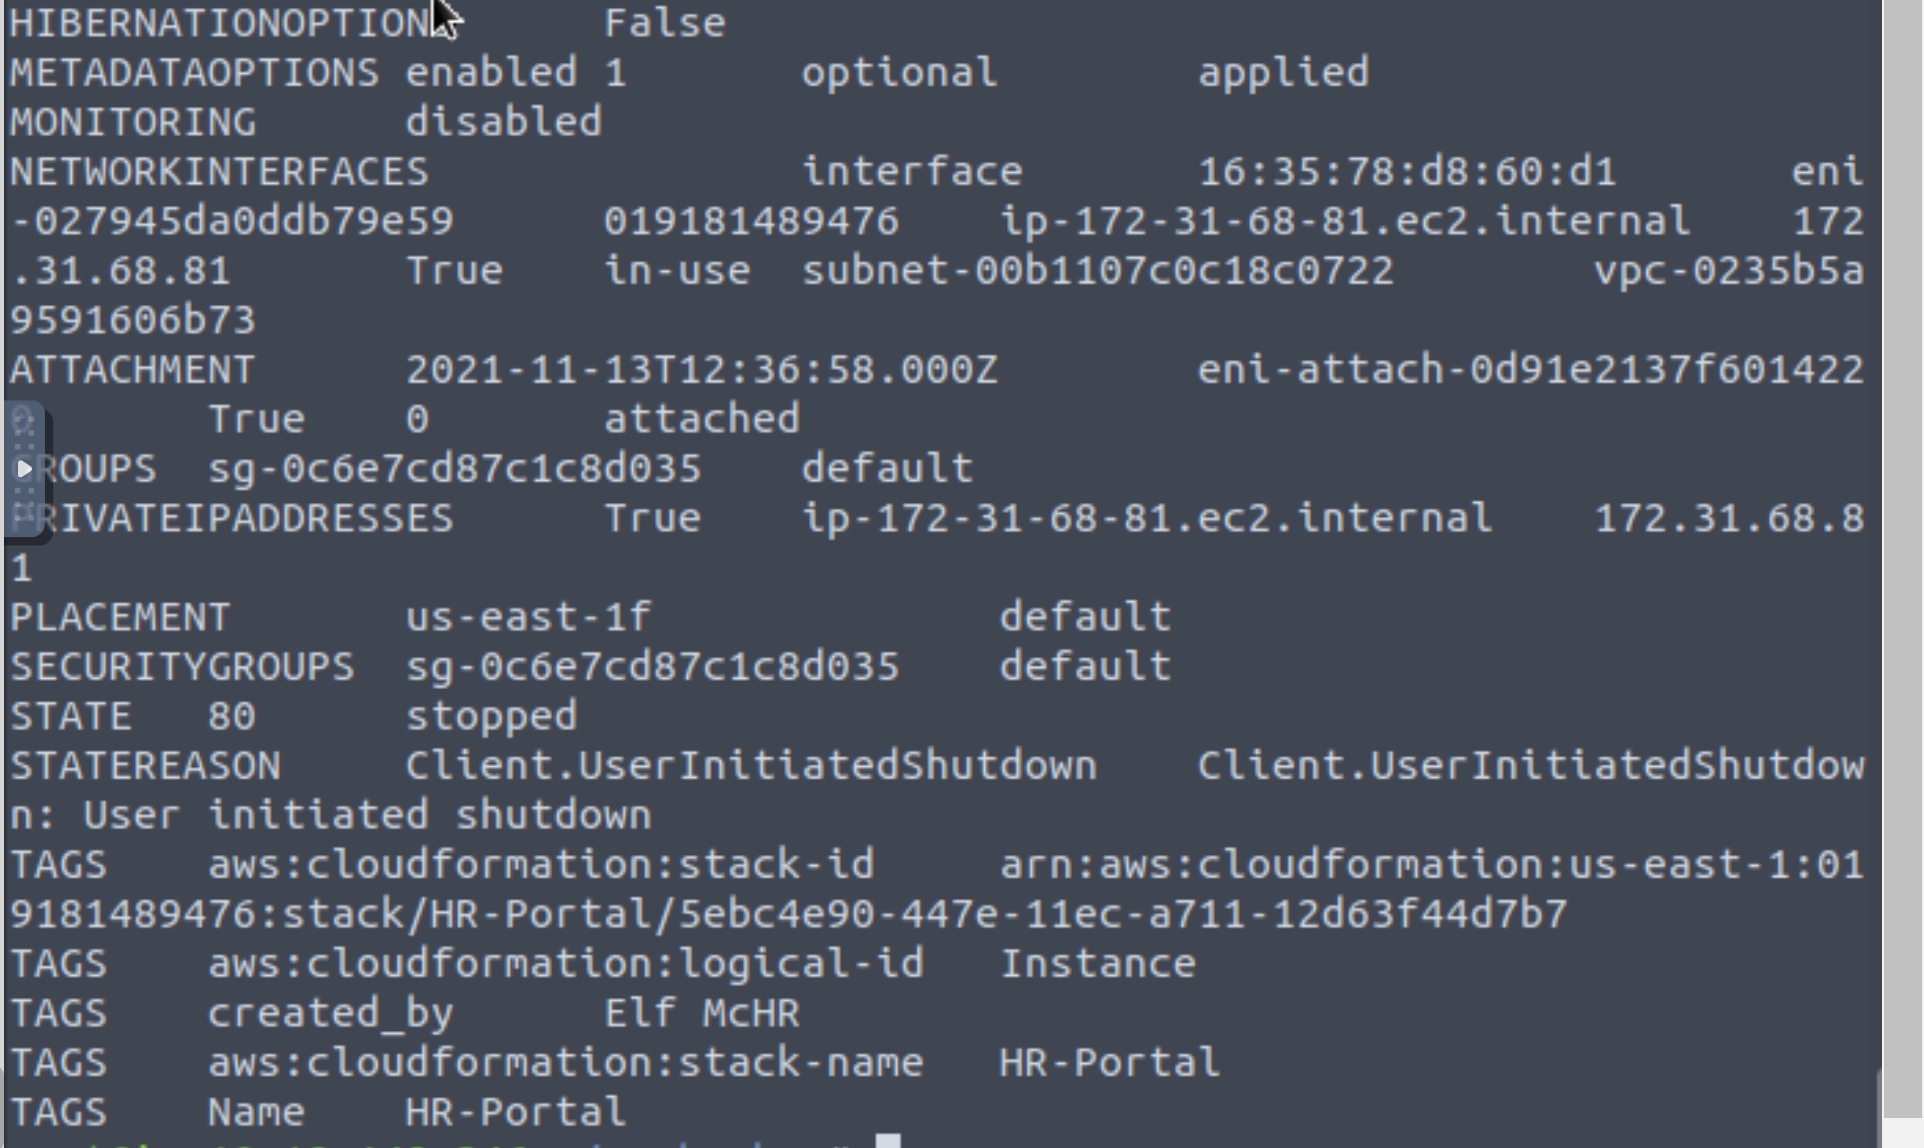 HIBERNATIONOPTIONS False
METADATAOPTIONS enabled 1 optional applied
MONITORING disabled
NETWORKINTERFACES interface 16:35:78:d8:60:d1 eni
-027945da0ddb79e59 019181489476 ip-172-31-68-81.ec2.internal 172
.31.68.81 True in-use subnet-00b1107c0c18c0722 vpc-0235b5a
9591606b73
ATTACHMENT 2021-11-13T12:36:58.000Z eni-attach-0d91e2137f601422
0 True 0 attached
GROUPS sg-0c6e7cd87c1c8d035 default
PRIVATEIPADDRESSES True ip-172-31-68-81.ec2.internal 172.31.68.8
1
PLACEMENT us-east-1f default
SECURITYGROUPS sg-0c6e7cd87c1c8d035 default
STATE 80 stopped
STATEREASON Client.UserInitiatedShutdown Client.UserInitiatedShutdow
n: User initiated shutdown
TAGS aws:cloudformation:stack-id arn:aws:cloudformation:us-east-1:01
9181489476:stack/HR-Portal/5ebc4e90-447e-11ec-a711-12d63f44d7b7
TAGS aws:cloudformation:logical-id Instance
TAGS created_by Elf McHR
TAGS aws:cloudformation:stack-name HR-Portal
TAGS Name HR-Portal